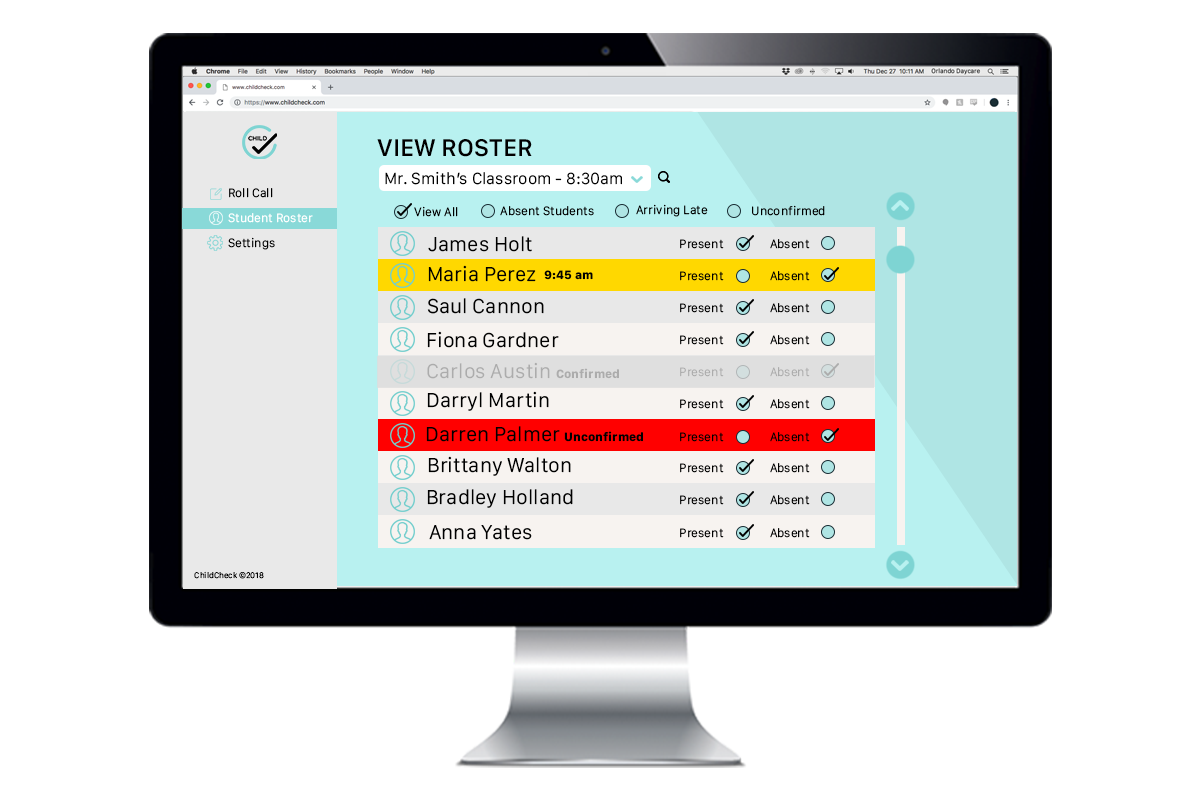 Chrome File Edit View History Bookmarks People Window Help Thu Dec 27 10:11 AM Orlando Daycare
www.childcheck.com
https://www.childcheck.com
CHILD
Roll Call
Student Roster
Settings
ChildCheck ©2018
VIEW ROSTER
Mr. Smith's Classroom - 8:30am
View All Absent Students Arriving Late Unconfirmed
James Holt Present Absent
Maria Perez 9:45 am Present Absent
Saul Cannon Present Absent
Fiona Gardner Present Absent
Carlos Austin Confirmed Present Absent
Darryl Martin Present Absent
Darren Palmer Unconfirmed Present Absent
Brittany Walton Present Absent
Bradley Holland Present Absent
Anna Yates Present Absent